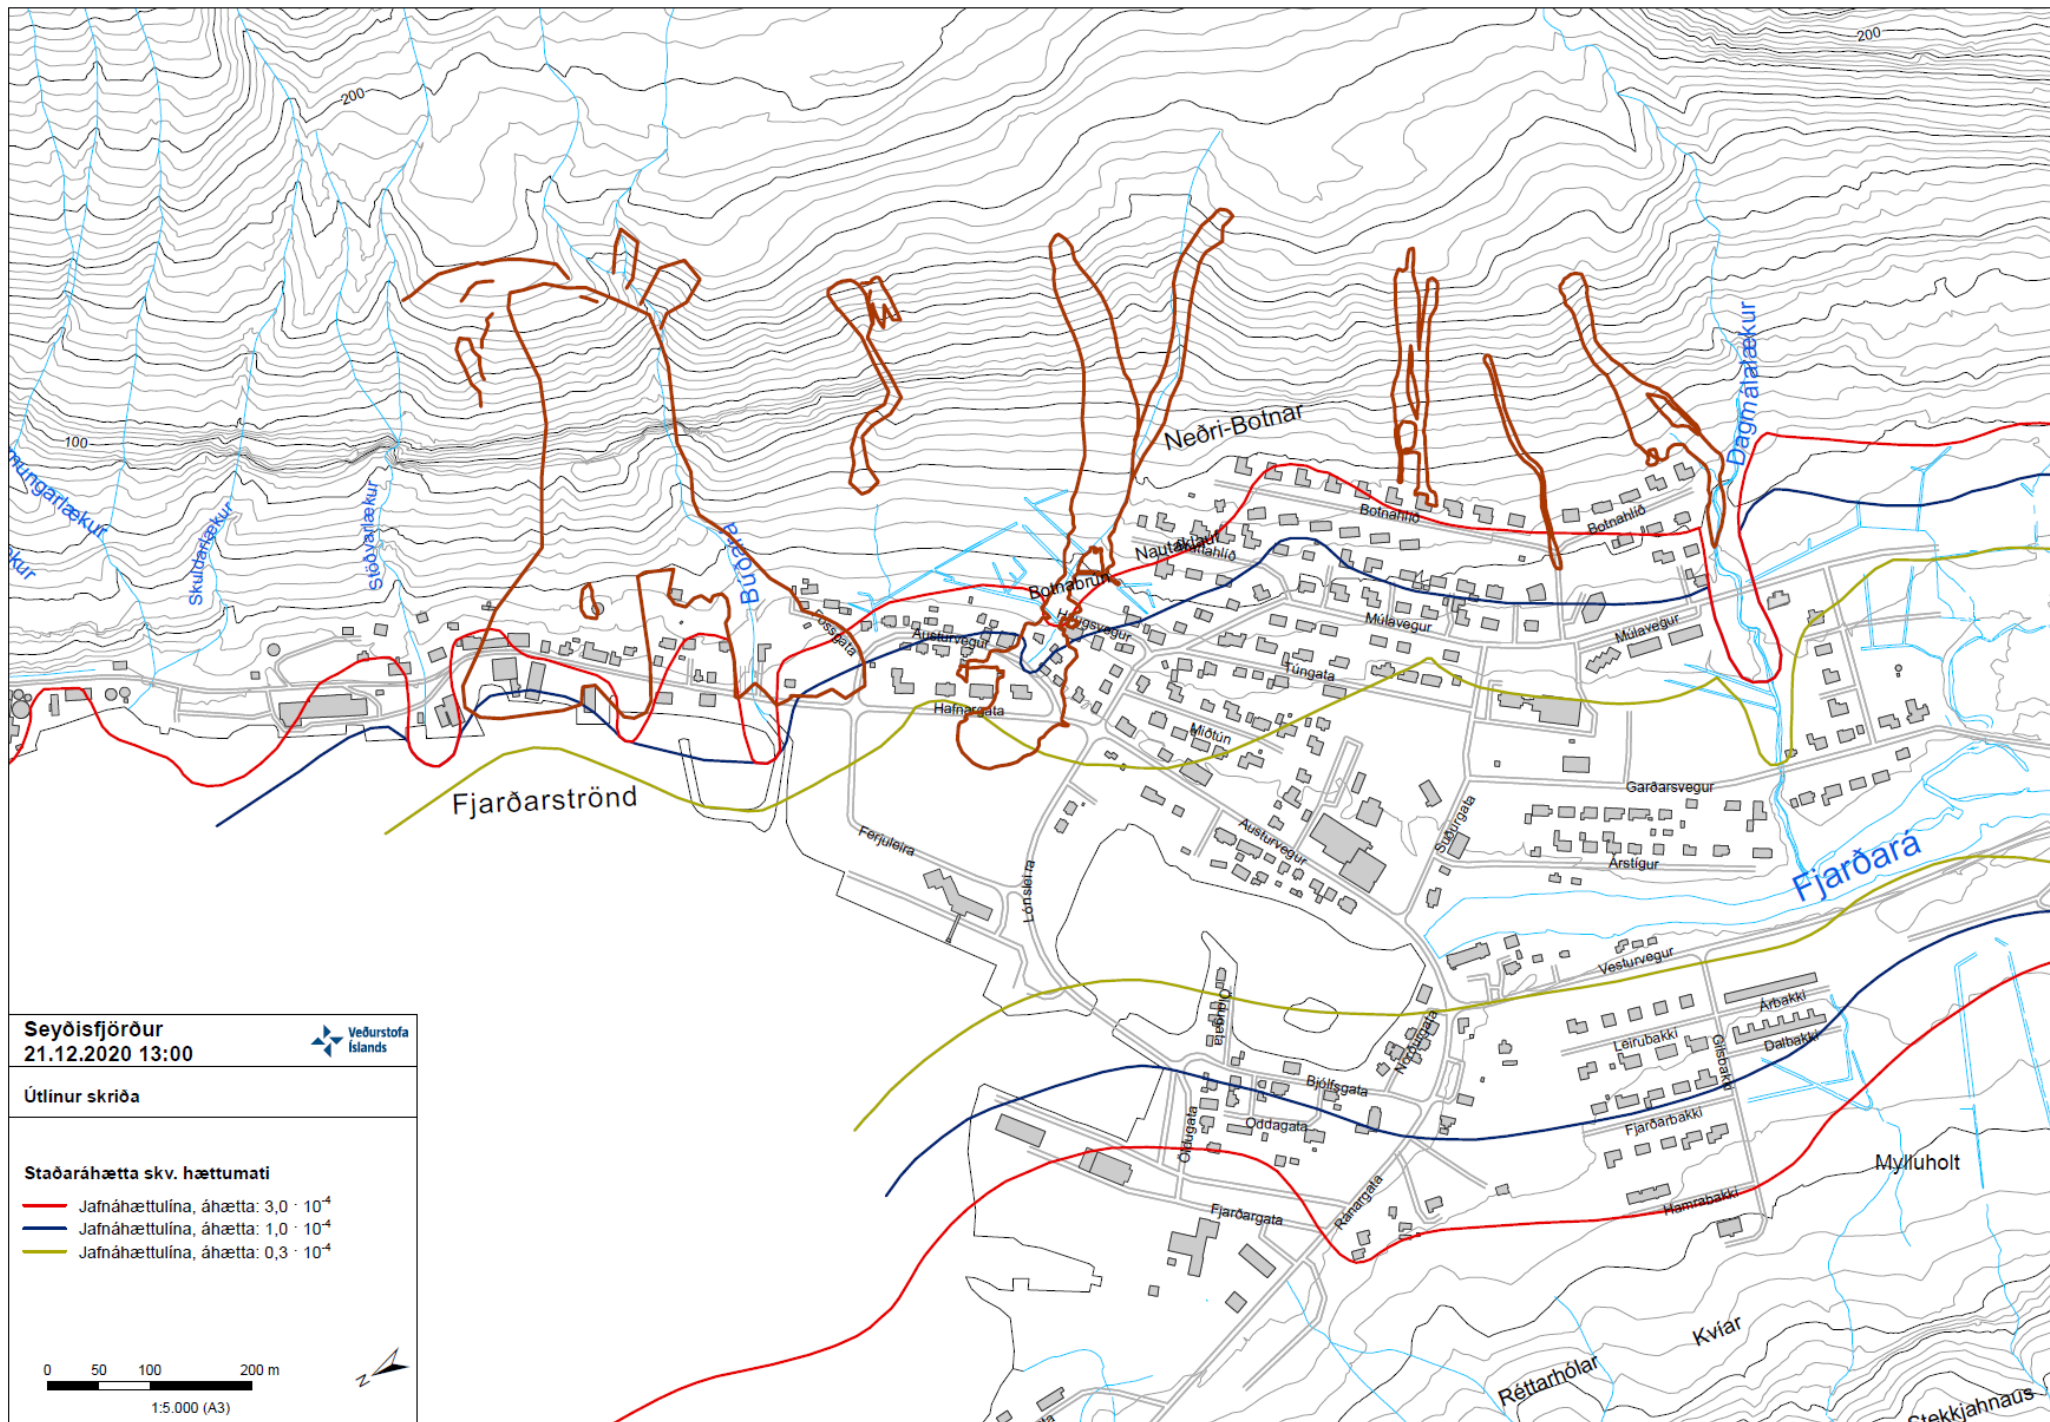 200
200
100
Neðri-Botnar
Dagmálalækur
Skuldarlækur
Stöðvarlækur
Búðará
Botnahlíð
Botnahlíð
Nautaklauf
Botnabrún
Fossgata
Austurvegur
Múlavegur
Múlavegur
Túngata
Hafnargata
Miðtún
Garðarsvegur
Fjarðarströnd
Ferjuleira
Austurvegur
Suðurgata
Árstígur
Fjarðará
Lónsleira
Vesturvegur
Öldugata
Árbakki
Leirubakki
Dalbakki
Gilsbakki
Norðurgata
Bjólfsgata
Oddagata
Öldugata
Fjarðarbakki
Mylluholt
Hamrabakki
Fjarðargata
Ránargata
Kvíar
Réttarhólar
Stekkjahnaus
Seyðisfjörður
21.12.2020 13:00
Veðurstofa
Íslands
Útlínur skriða
Staðaráhætta skv. hættumati
Jafnáhættulína, áhætta: 3,0 · 10⁻⁴
Jafnáhættulína, áhætta: 1,0 · 10⁻⁴
Jafnáhættulína, áhætta: 0,3 · 10⁻⁴
0 50 100 200 m
1:5.000 (A3)
N